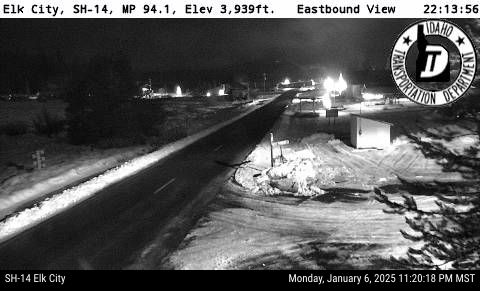 Elk City, SH-14, MP 94.1, Elev 3,939ft. Eastbound View 22:13:56
IDAHO
TRANSPORTATION DEPARTMENT
SH-14 Elk City Monday, January 6, 2025 11:20:18 PM MST